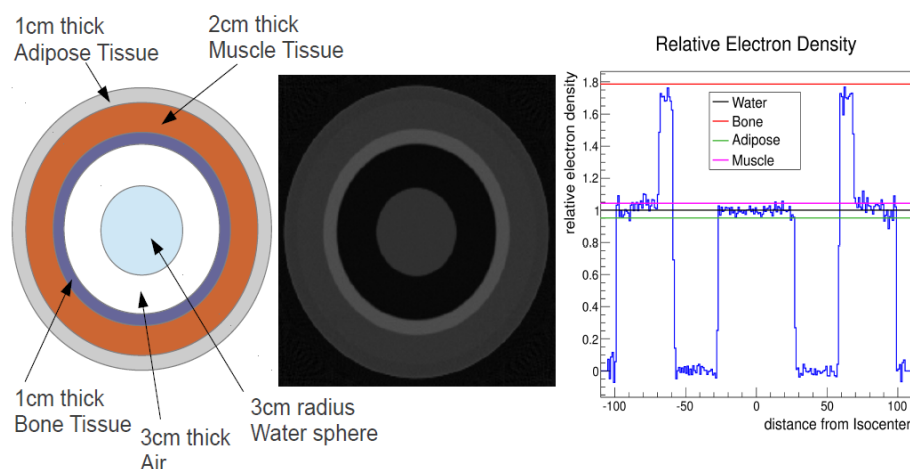 1cm thick
Adipose Tissue
2cm thick
Muscle Tissue
1cm thick
Bone Tissue
3cm thick
Air
3cm radius
Water sphere
Relative Electron Density
relative electron density
1.8
1.6
1.4
1.2
1
0.8
0.6
0.4
0.2
0
Water
Bone
Adipose
Muscle
-100
-50
0
50
100
distance from Isocenter